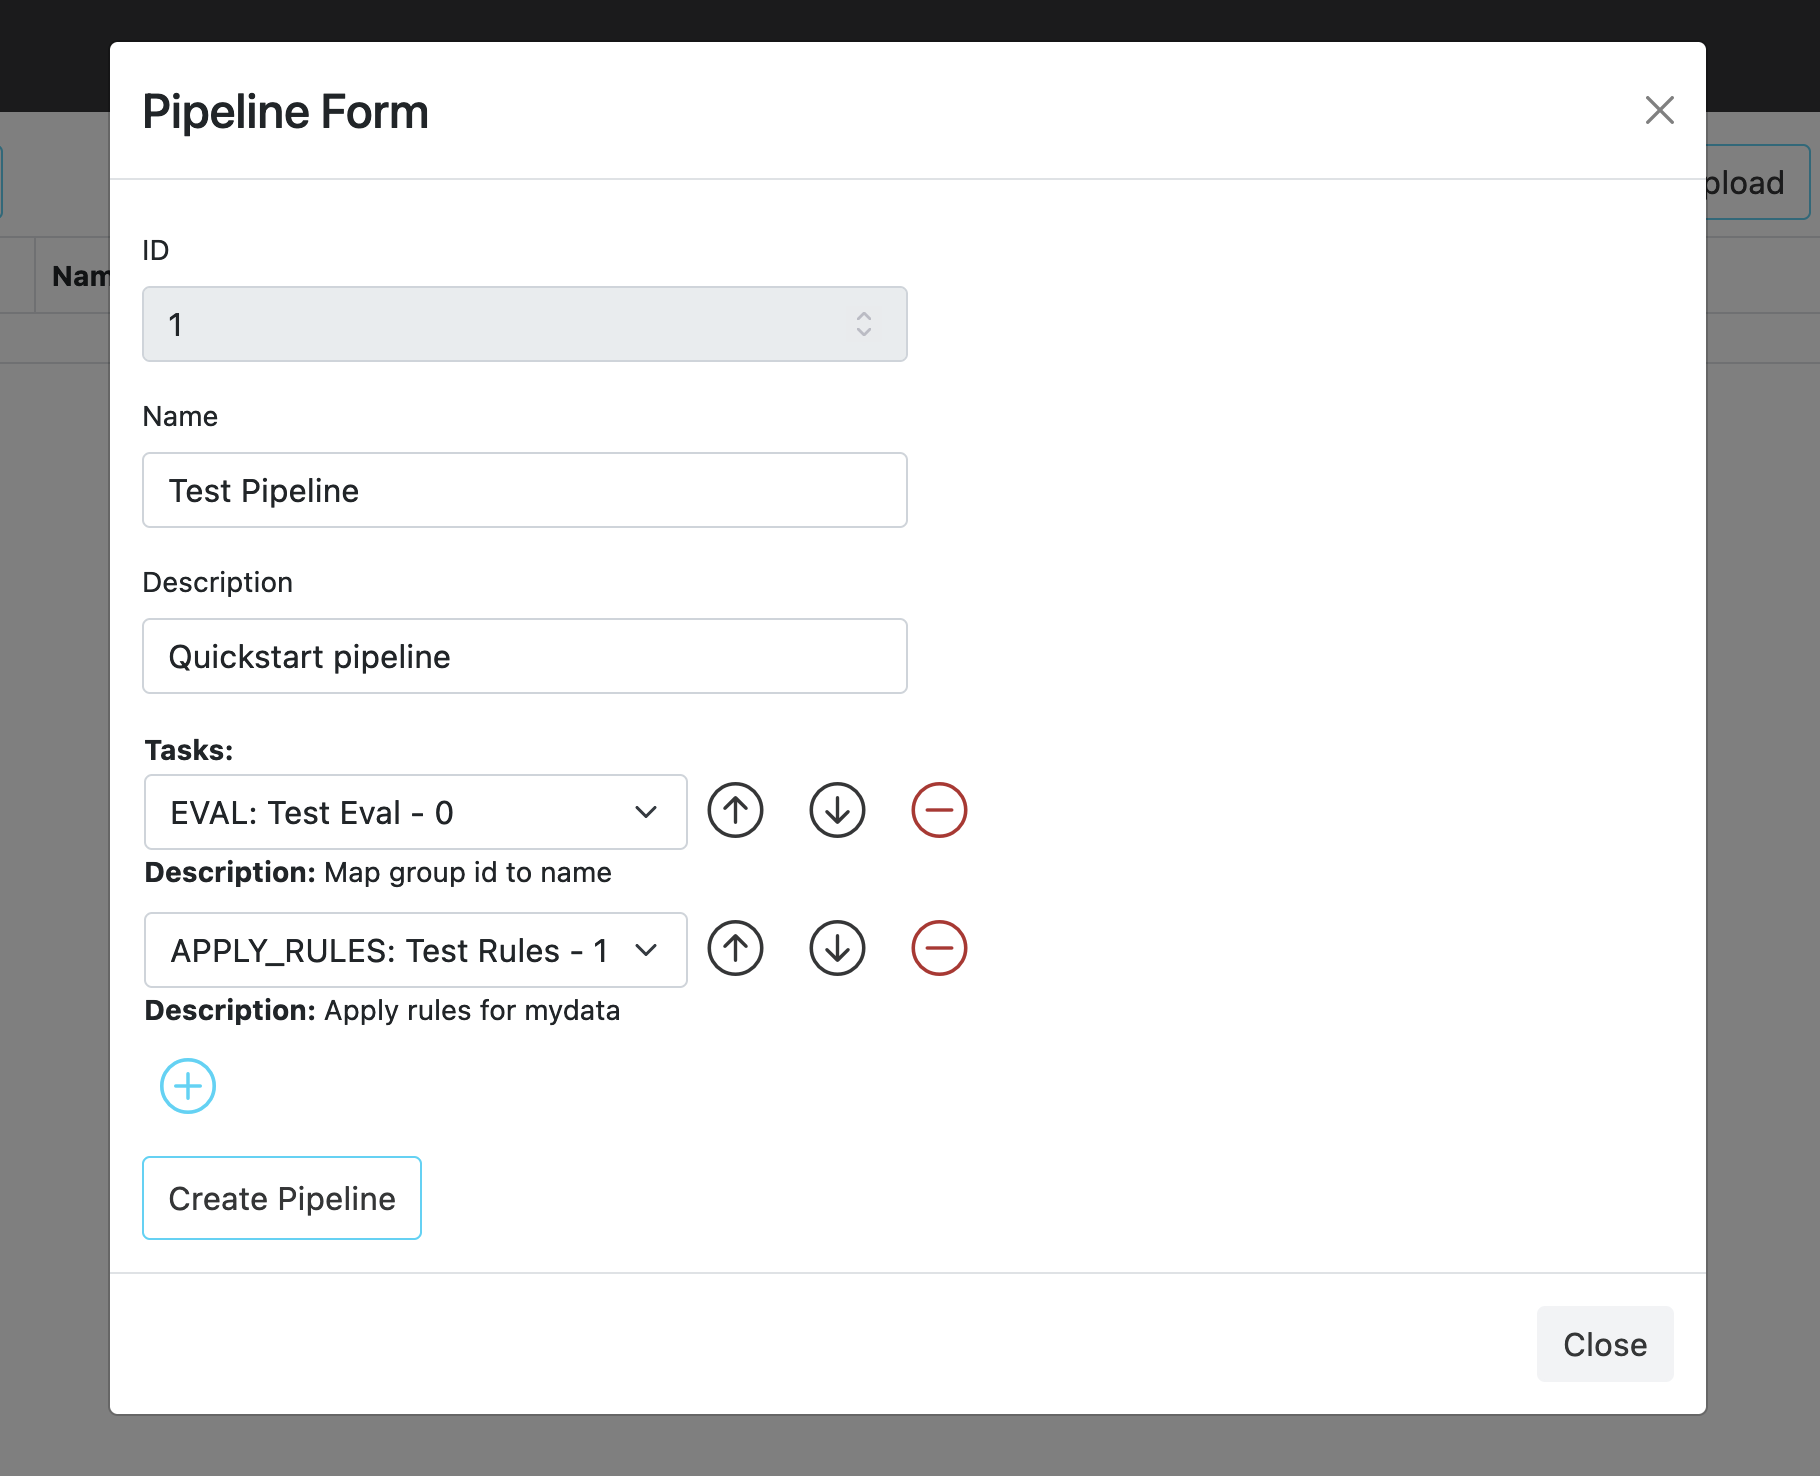 Pipeline Form
pload
Nam
ID
1
Name
Test Pipeline
Description
Quickstart pipeline
Tasks:
EVAL: Test Eval - 0
Description: Map group id to name
APPLY_RULES: Test Rules - 1
Description: Apply rules for mydata
Create Pipeline
Close